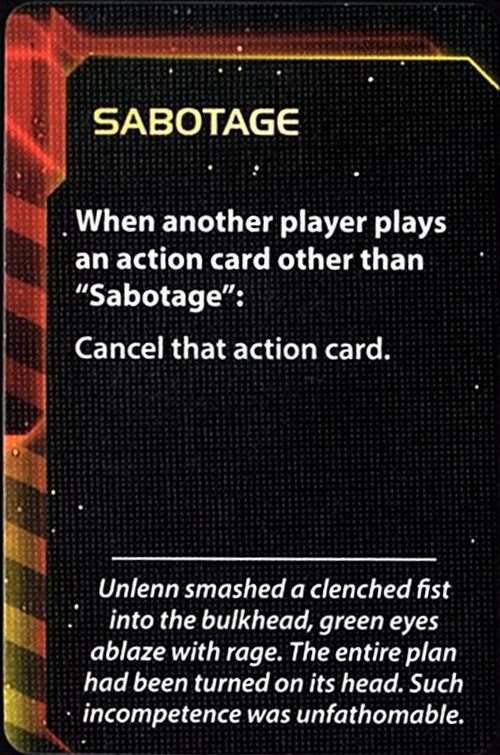 SABOTAGE
When another player plays
an action card other than
“Sabotage”:
Cancel that action card.
Unlenn smashed a clenched fist
into the bulkhead, green eyes
ablaze with rage. The entire plan
had been turned on its head. Such
incompetence was unfathomable.